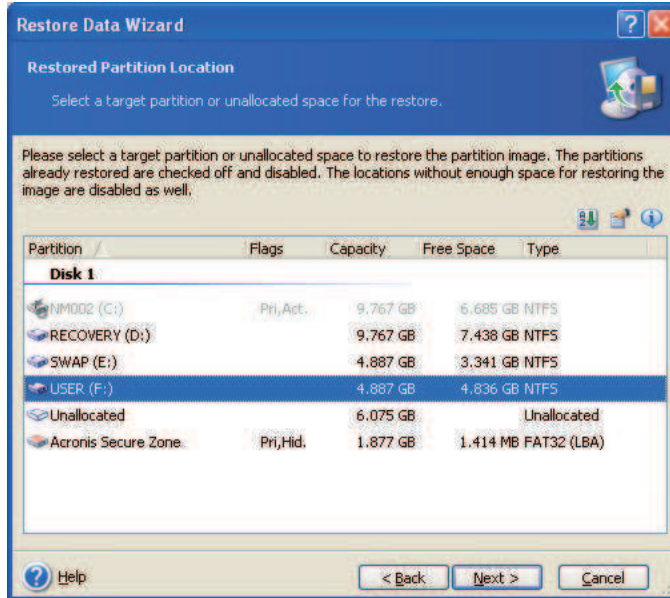 Restore Data Wizard
Restored Partition Location
Select a target partition or unallocated space for the restore.
Please select a target partition or unallocated space to restore the partition image. The partitions
already restored are checked off and disabled. The locations without enough space for restoring the
image are disabled as well.
Partition Flags Capacity Free Space Type
Disk 1
NM002 (C:) Pri,Act. 9.767 GB 6.685 GB NTFS
RECOVERY (D:) 9.767 GB 7.438 GB NTFS
SWAP (E:) 4.887 GB 3.341 GB NTFS
USER (F:) 4.887 GB 4.836 GB NTFS
Unallocated 6.075 GB Unallocated
Acronis Secure Zone Pri,Hid. 1.877 GB 1.414 MB FAT32 (LBA)
Help < Back Next > Cancel